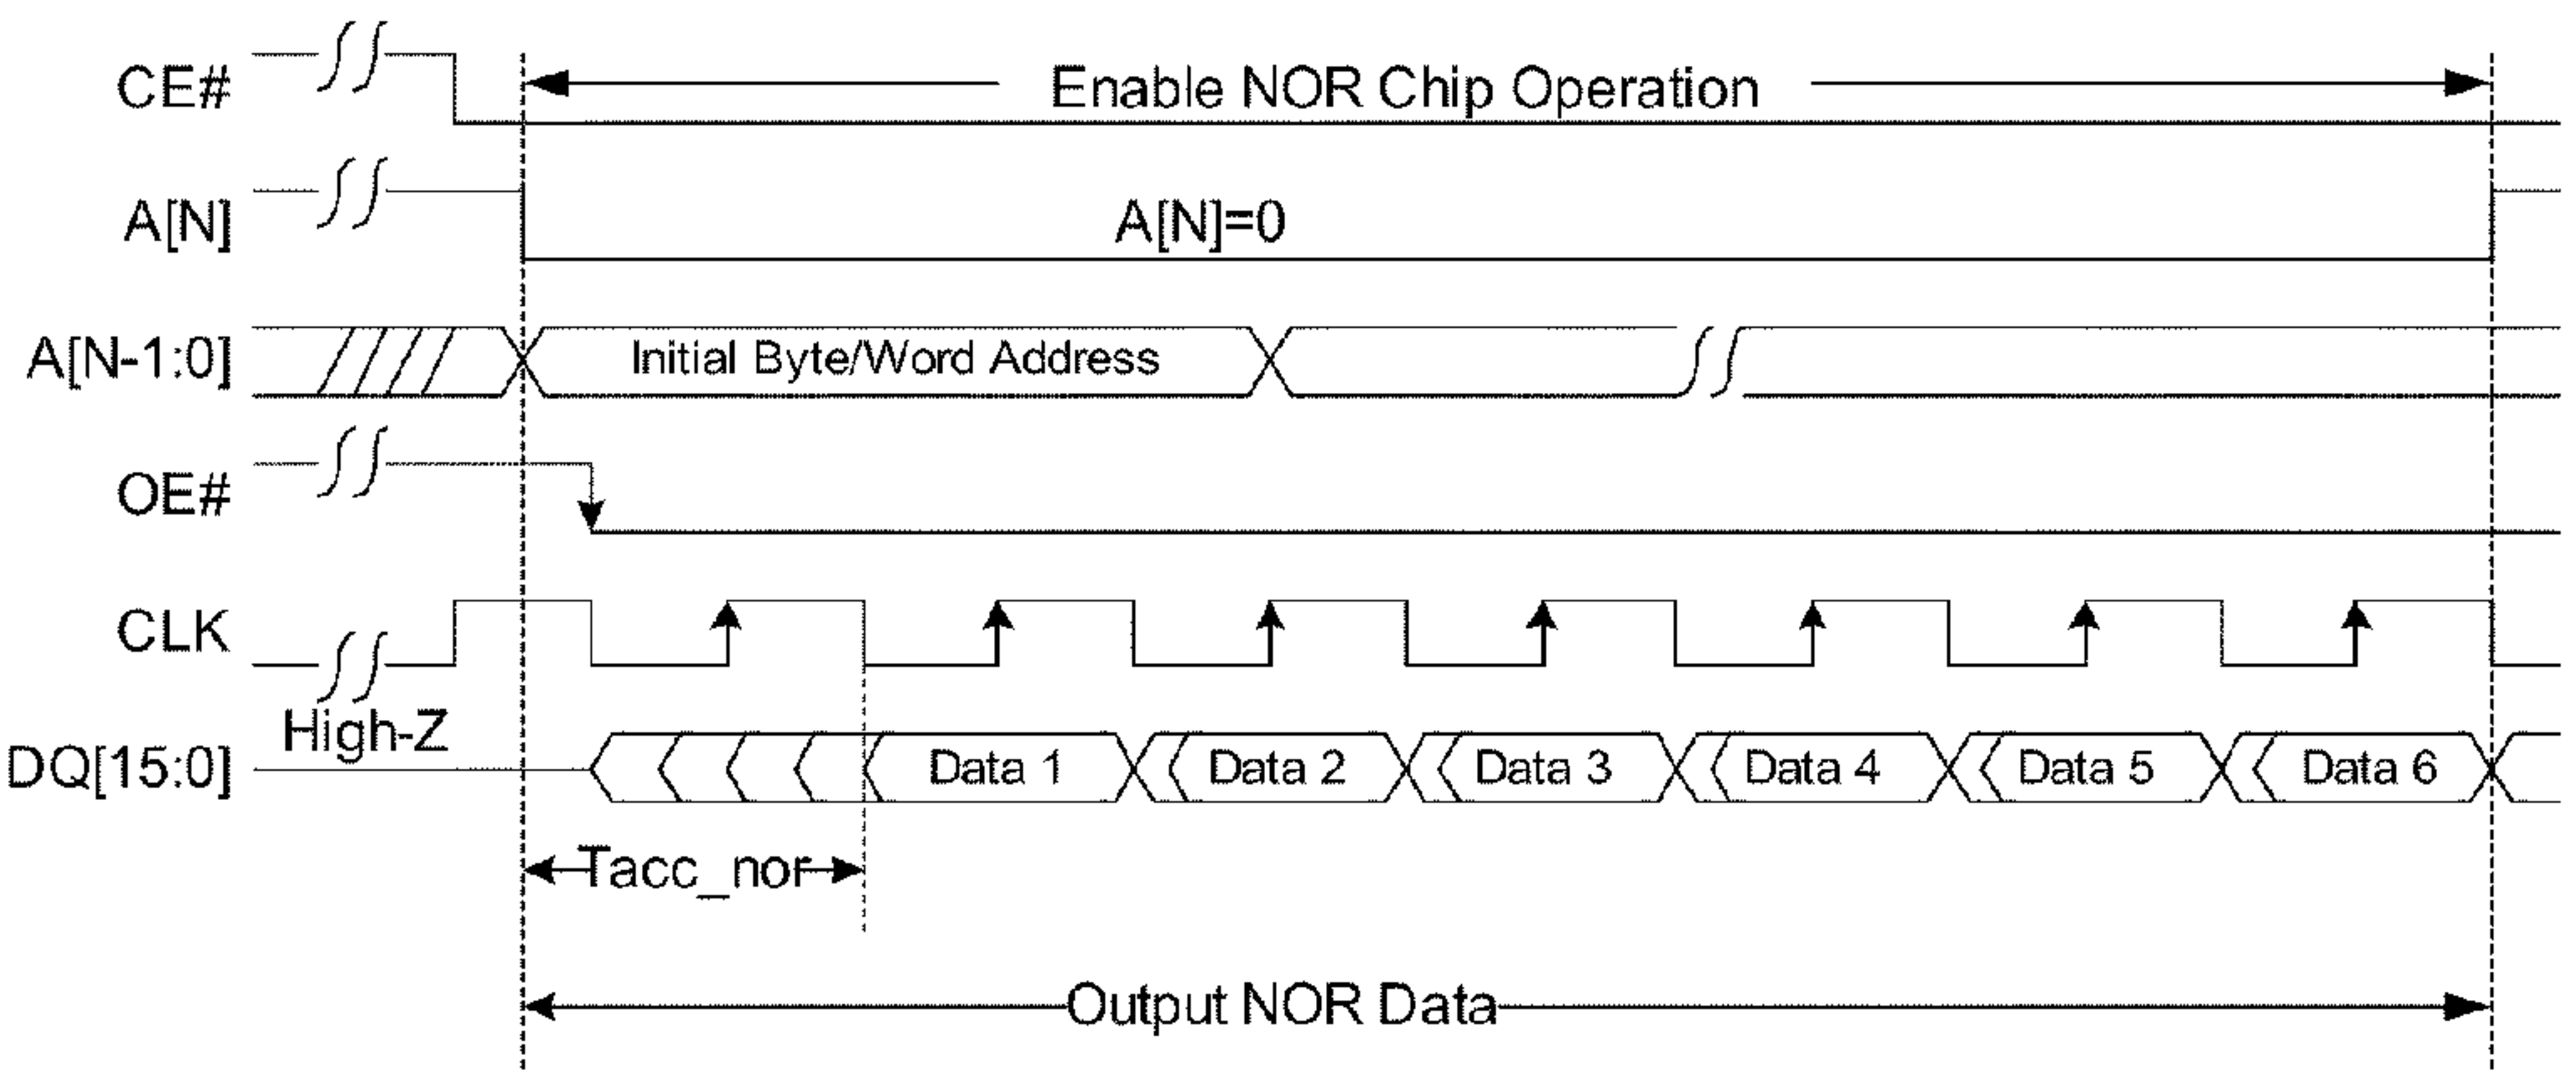 CE# Enable NOR Chip Operation
A[N] A[N]=0
A[N-1:0] Initial Byte/Word Address
OE#
CLK
High-Z
DQ[15:0] Data 1 Data 2 Data 3 Data 4 Data 5 Data 6
Tacc_nor
Output NOR Data